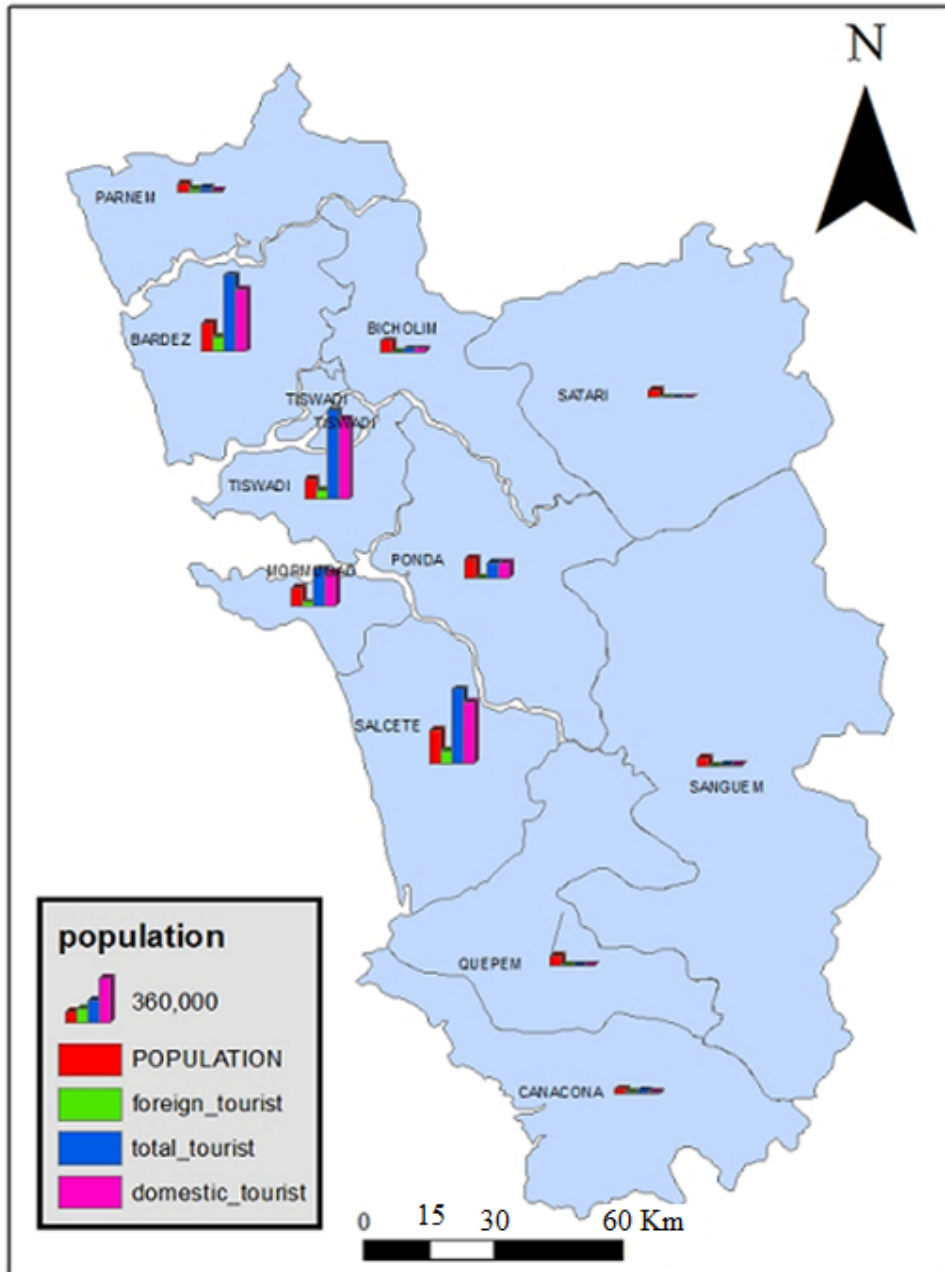 N
PARNEM
BARDEZ
BICHOLIM
SATARI
TISWADI
TISWADI
TISWADI
PONDA
MORMUGAO
SALCETE
SANGUEM
QUEPEM
CANACONA
population
360,000
POPULATION
foreign_tourist
total_tourist
domestic_tourist
0 15 30 60 Km